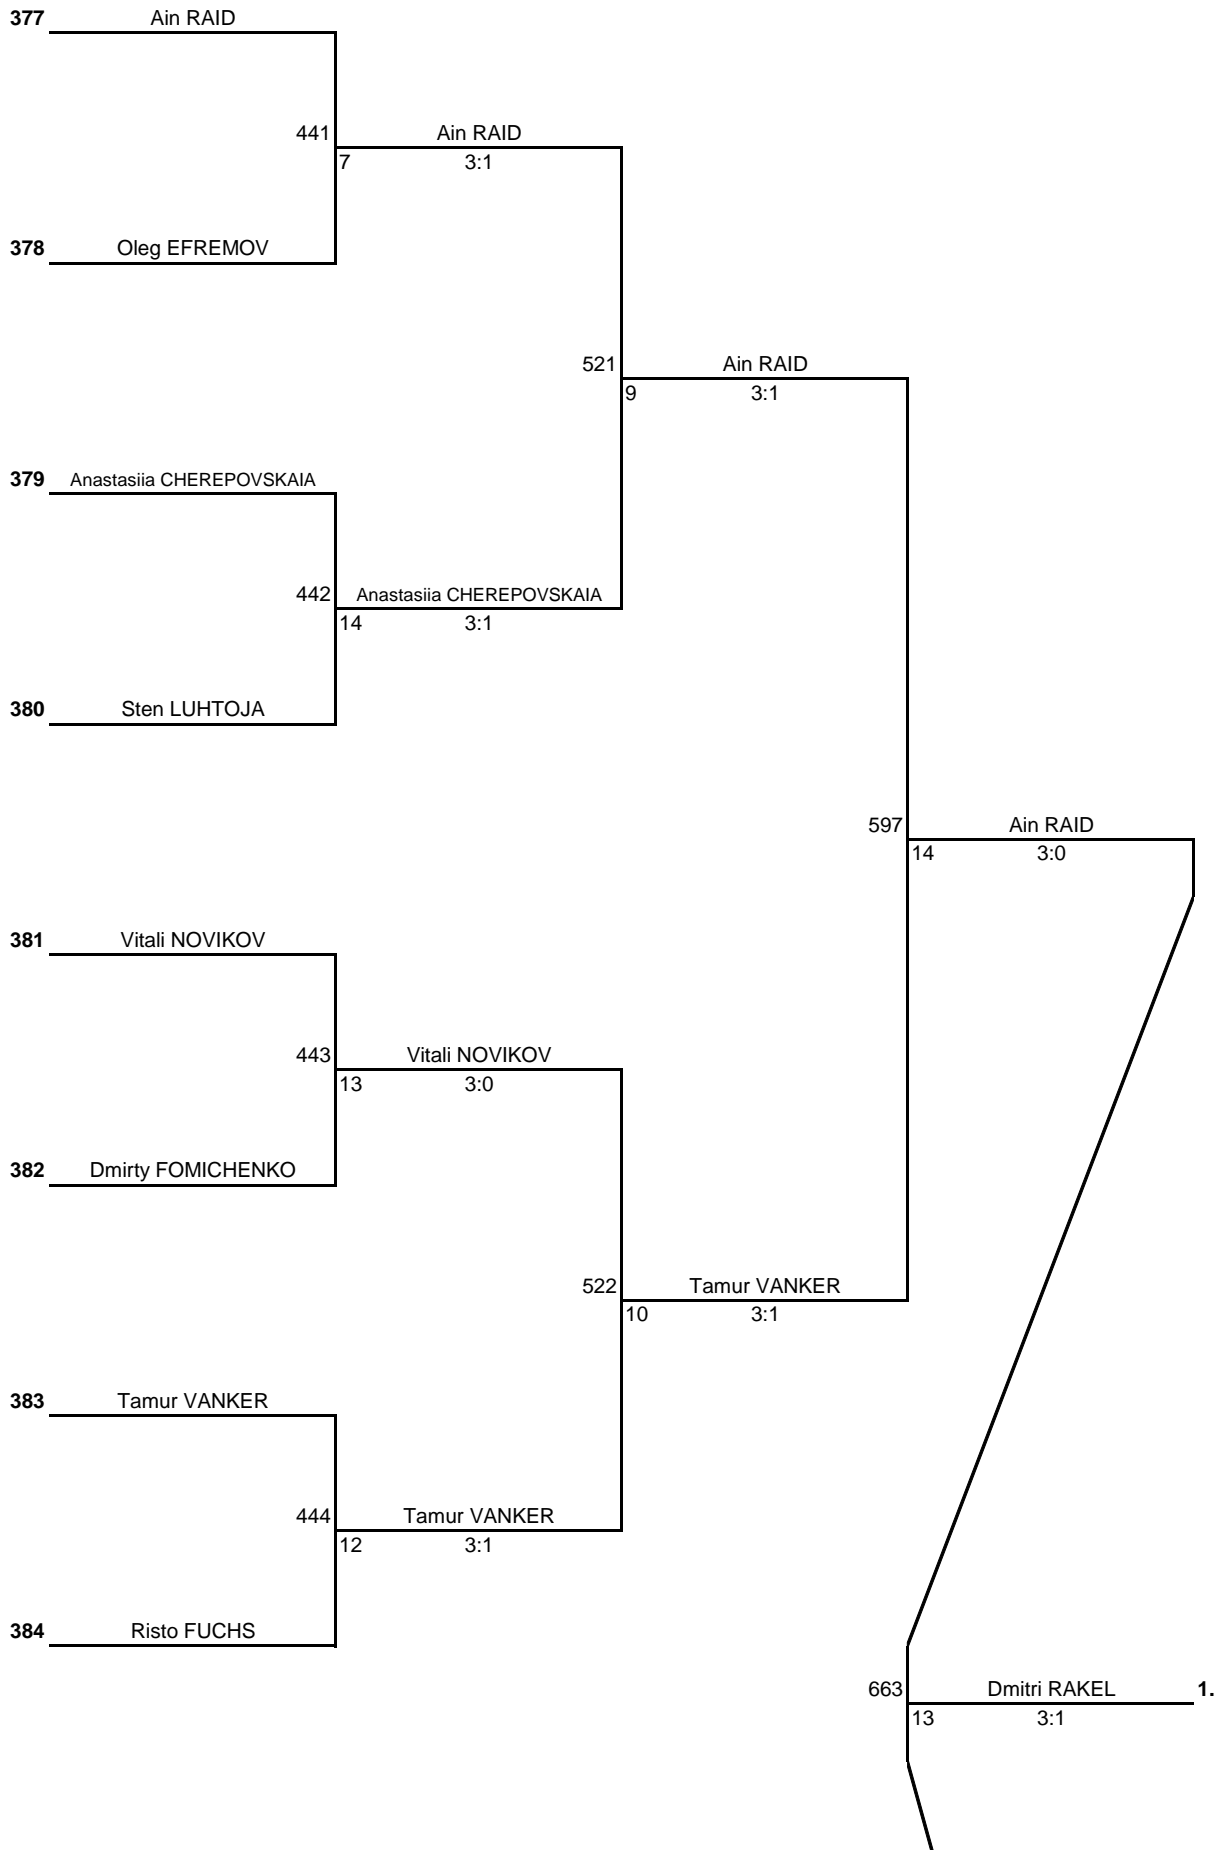 377 Ain RAID
441 Ain RAID
7 3:1
378 Oleg EFREMOV
521 Ain RAID
9 3:1
379 Anastasiia CHEREPOVSKAIA
442 Anastasiia CHEREPOVSKAIA
14 3:1
380 Sten LUHTOJA
597 Ain RAID
14 3:0
381 Vitali NOVIKOV
443 Vitali NOVIKOV
13 3:0
382 Dmirty FOMICHENKO
522 Tamur VANKER
10 3:1
383 Tamur VANKER
444 Tamur VANKER
12 3:1
384 Risto FUCHS
663 Dmitri RAKEL 1.
13 3:1